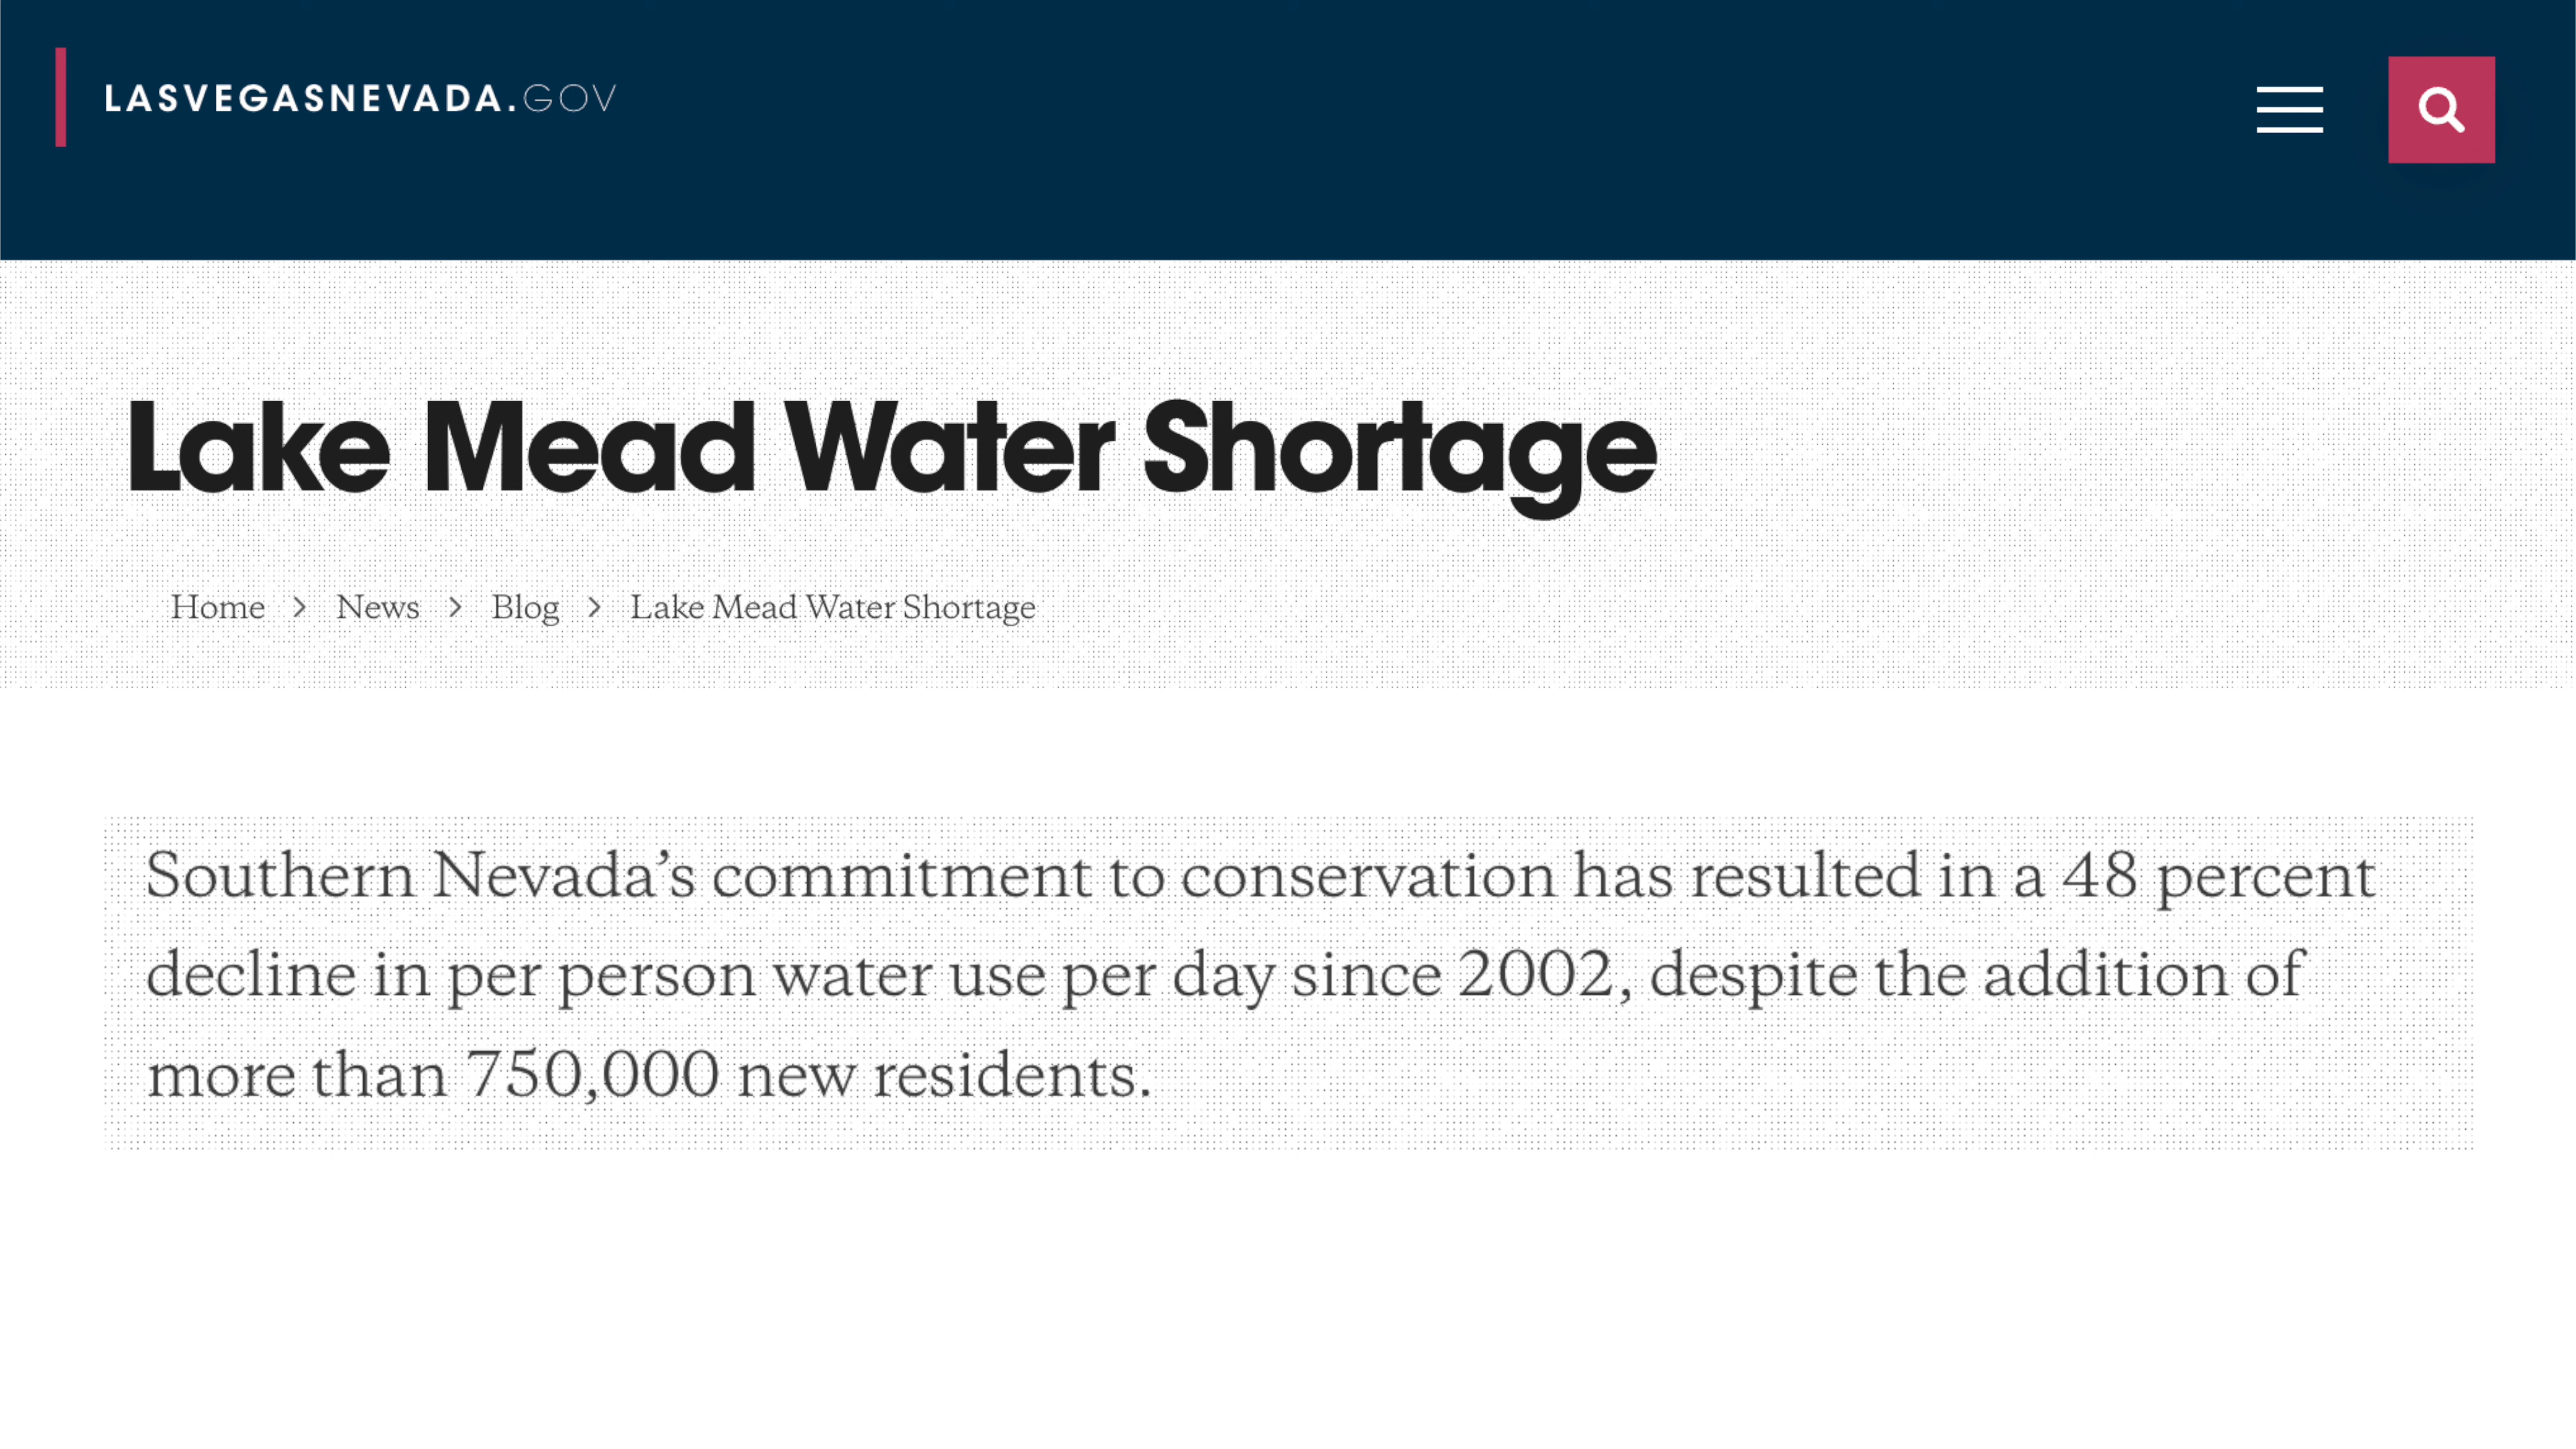 LASVEGASNEVADA.GOV
Lake Mead Water Shortage
Home > News > Blog > Lake Mead Water Shortage
Southern Nevada’s commitment to conservation has resulted in a 48 percent
decline in per person water use per day since 2002, despite the addition of
more than 750,000 new residents.